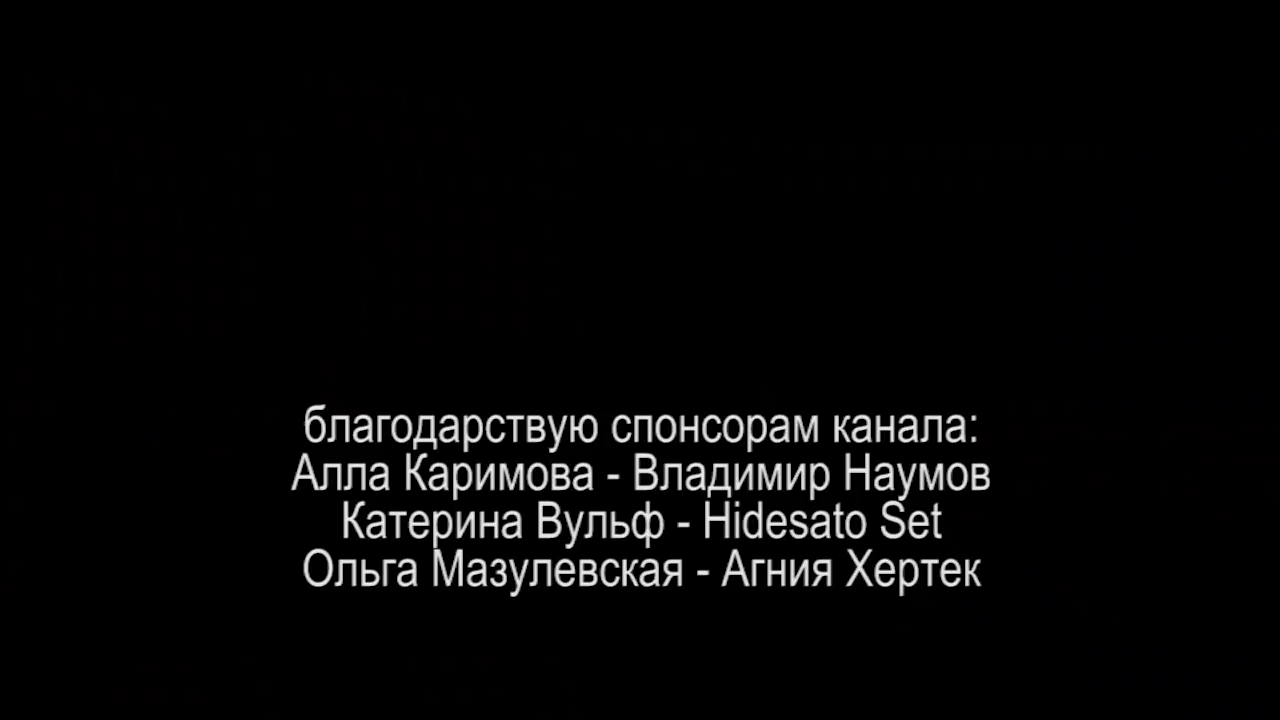 благодарствую спонсорам канала:
Алла Каримова - Владимир Наумов
Катерина Вульф - Hidesato Set
Ольга Мазулевская - Агния Хертек